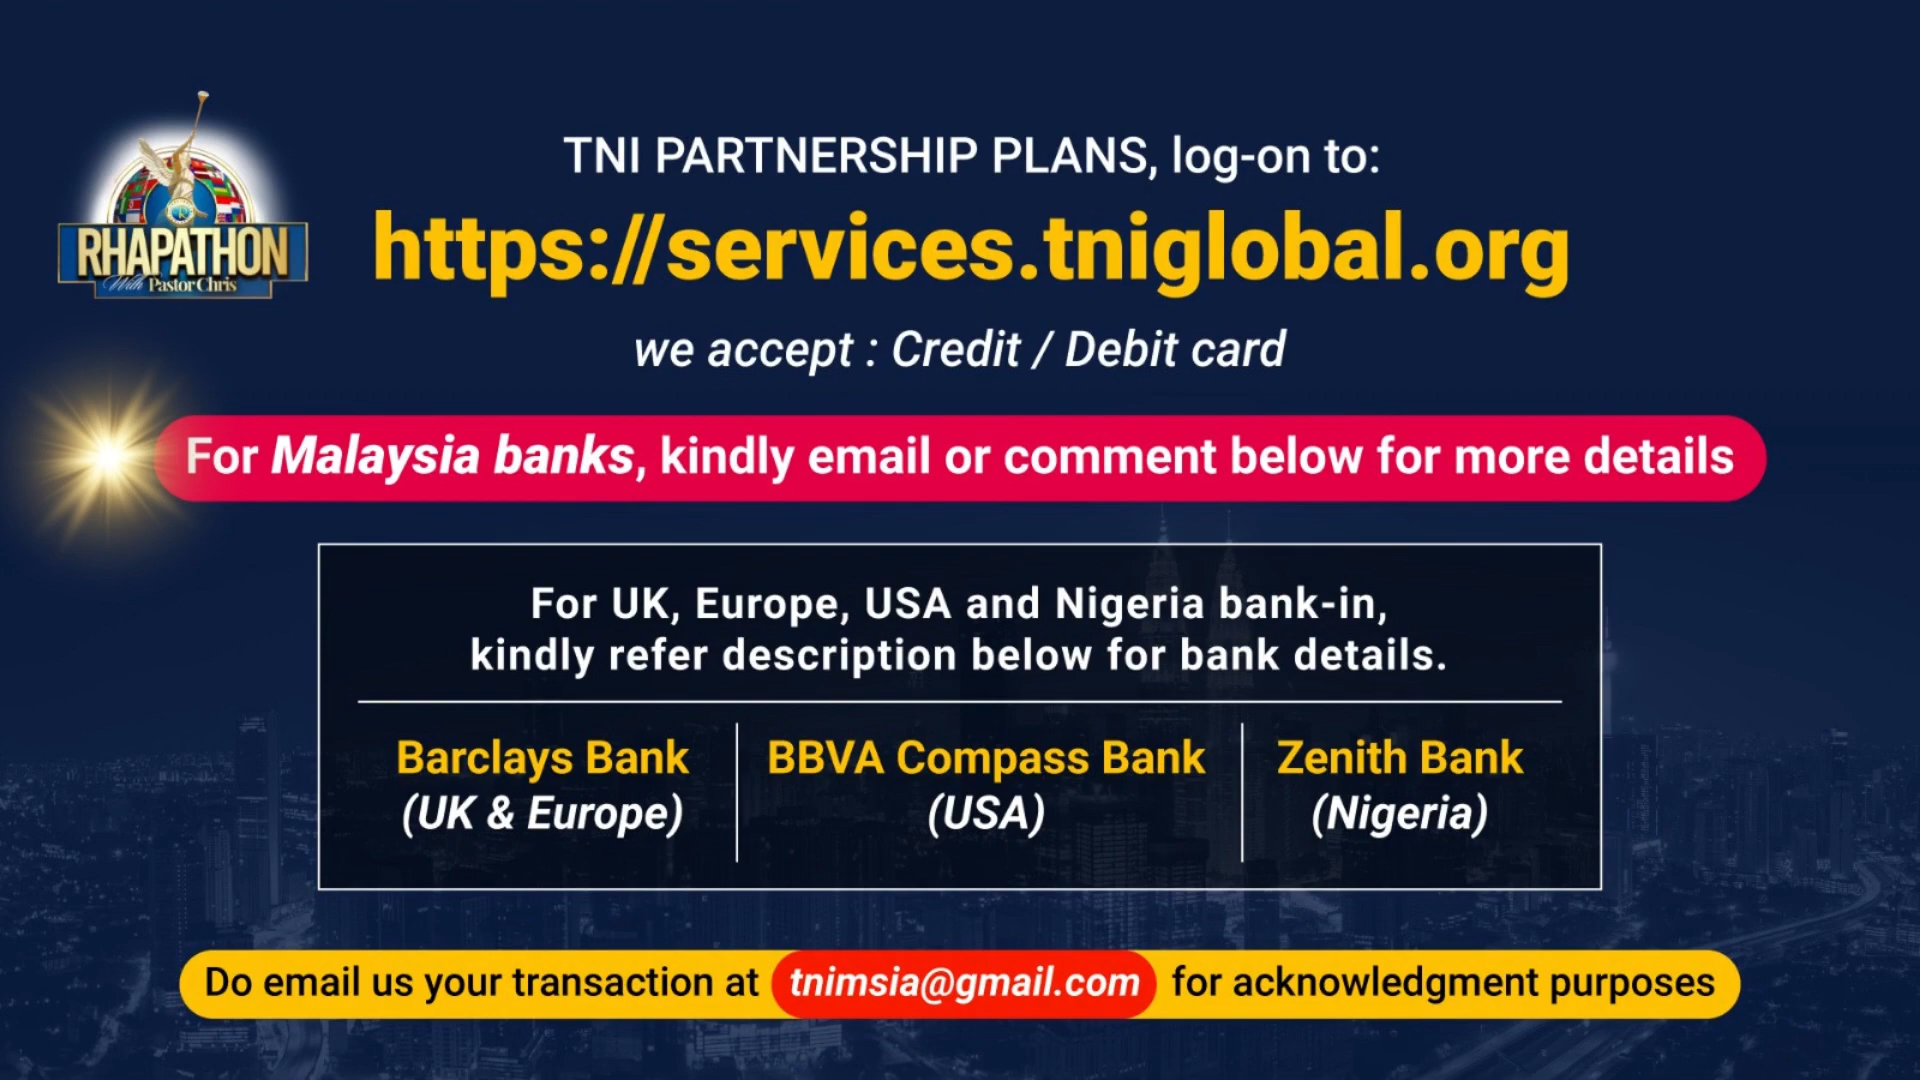 RHAPATHON
With Pastor Chris
TNI PARTNERSHIP PLANS, log-on to:
https://services.tniglobal.org
we accept : Credit / Debit card
For Malaysia banks, kindly email or comment below for more details
For UK, Europe, USA and Nigeria bank-in,
kindly refer description below for bank details.
Barclays Bank
(UK & Europe)
BBVA Compass Bank
(USA)
Zenith Bank
(Nigeria)
Do email us your transaction at tnimsia@gmail.com for acknowledgment purposes